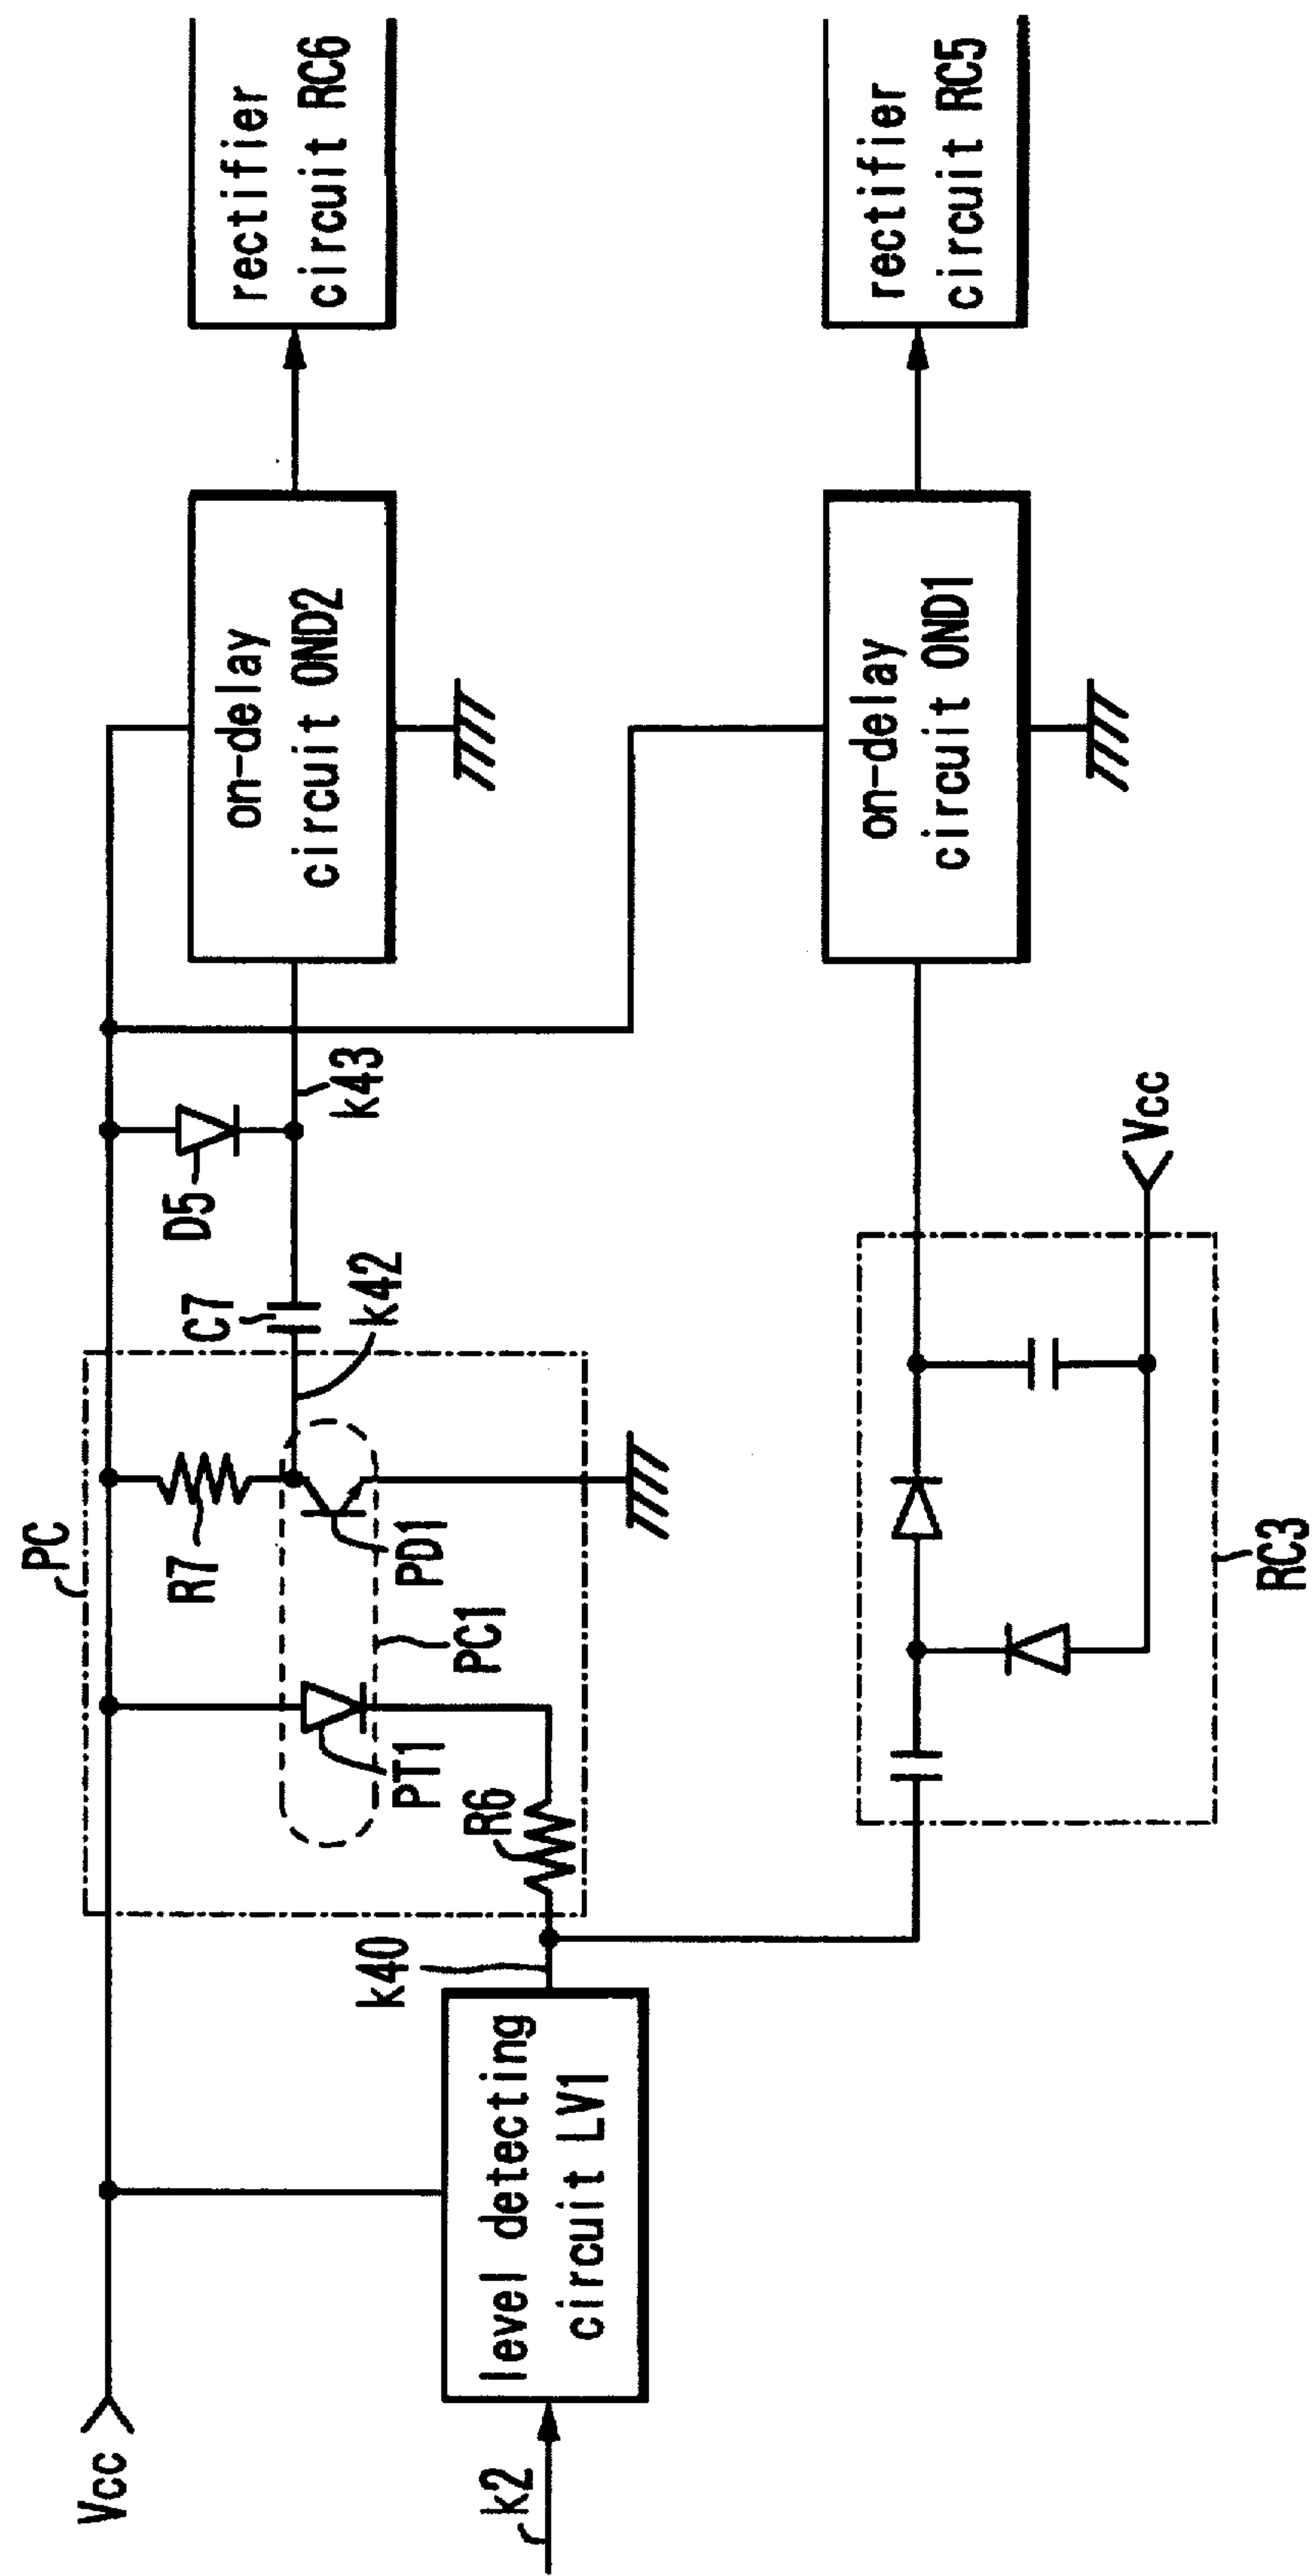 Vcc
k2
level detecting
circuit LV1
k40
PC
R6
PT1
PC1
PD1
R7
k42
C7
D5
k43
on-delay
circuit OND2
rectifier
circuit RC6
RC3
Vcc
on-delay
circuit OND1
rectifier
circuit RC5